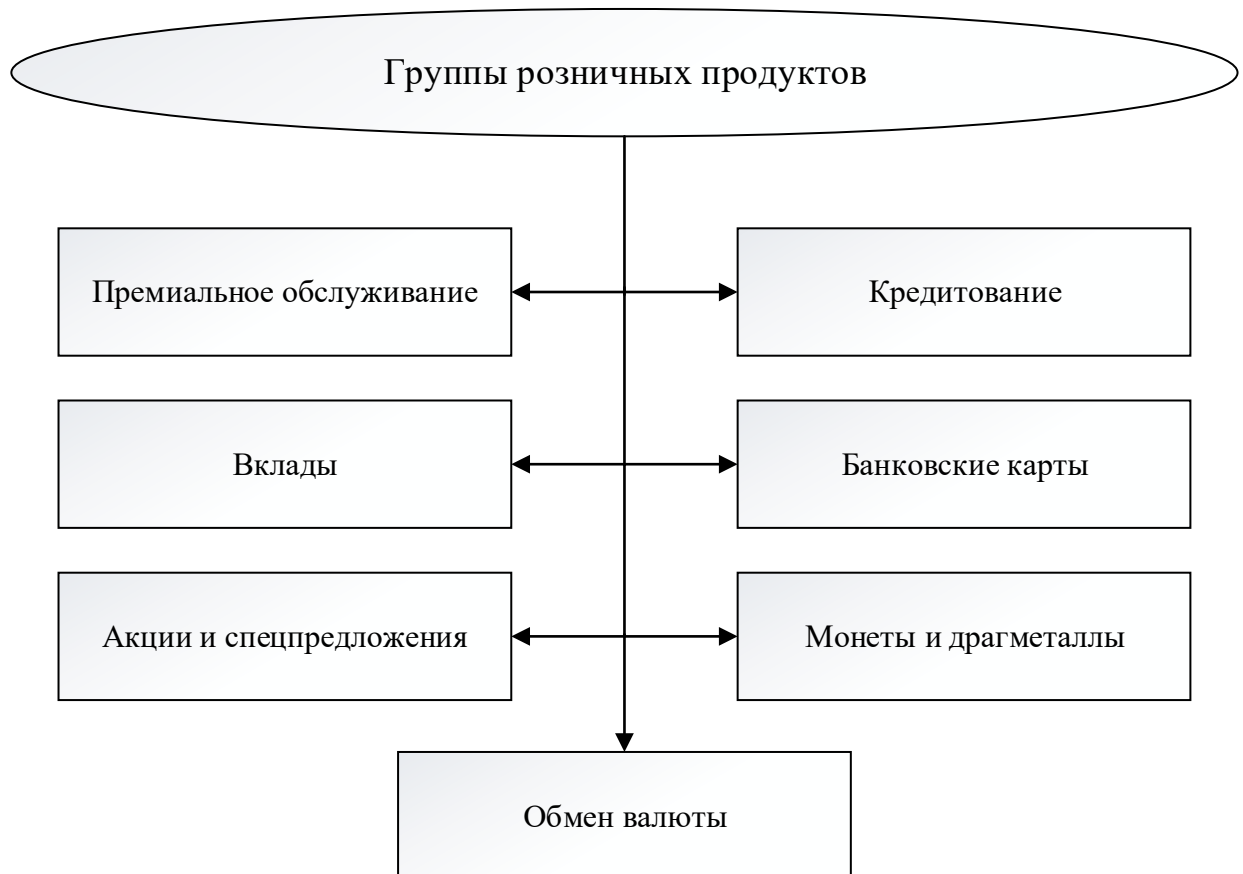 Группы розничных продуктов
Премиальное обслуживание
Кредитование
Вклады
Банковские карты
Акции и спецпредложения
Монеты и драгметаллы
Обмен валюты